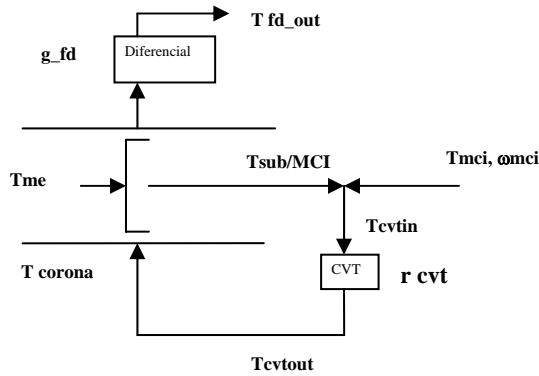 T fd_out
Diferencial
g_fd
Tsub/MCI
Tmci, ωmci
Tme
Tcvtin
T corona
CVT
r cvt
Tcvtout